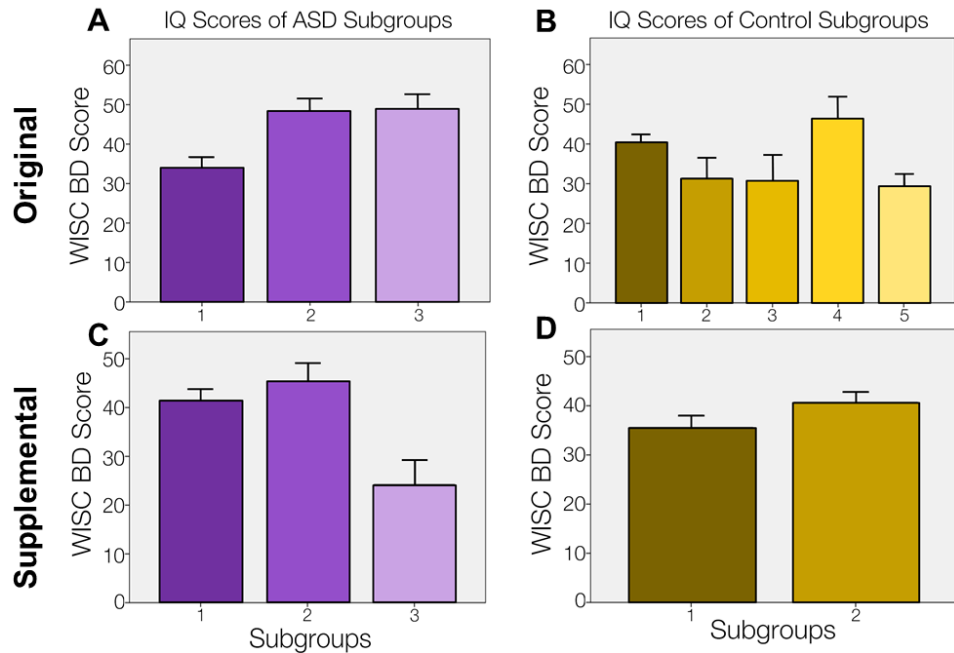 A
IQ Scores of ASD Subgroups
Original
WISC BD Score
60
50
40
30
20
10
0
1 2 3
B
IQ Scores of Control Subgroups
WISC BD Score
60
50
40
30
20
10
0
1 2 3 4 5
C
Supplemental
WISC BD Score
50
40
30
20
10
0
1 2 3
Subgroups
D
WISC BD Score
50
40
30
20
10
0
1 2
Subgroups